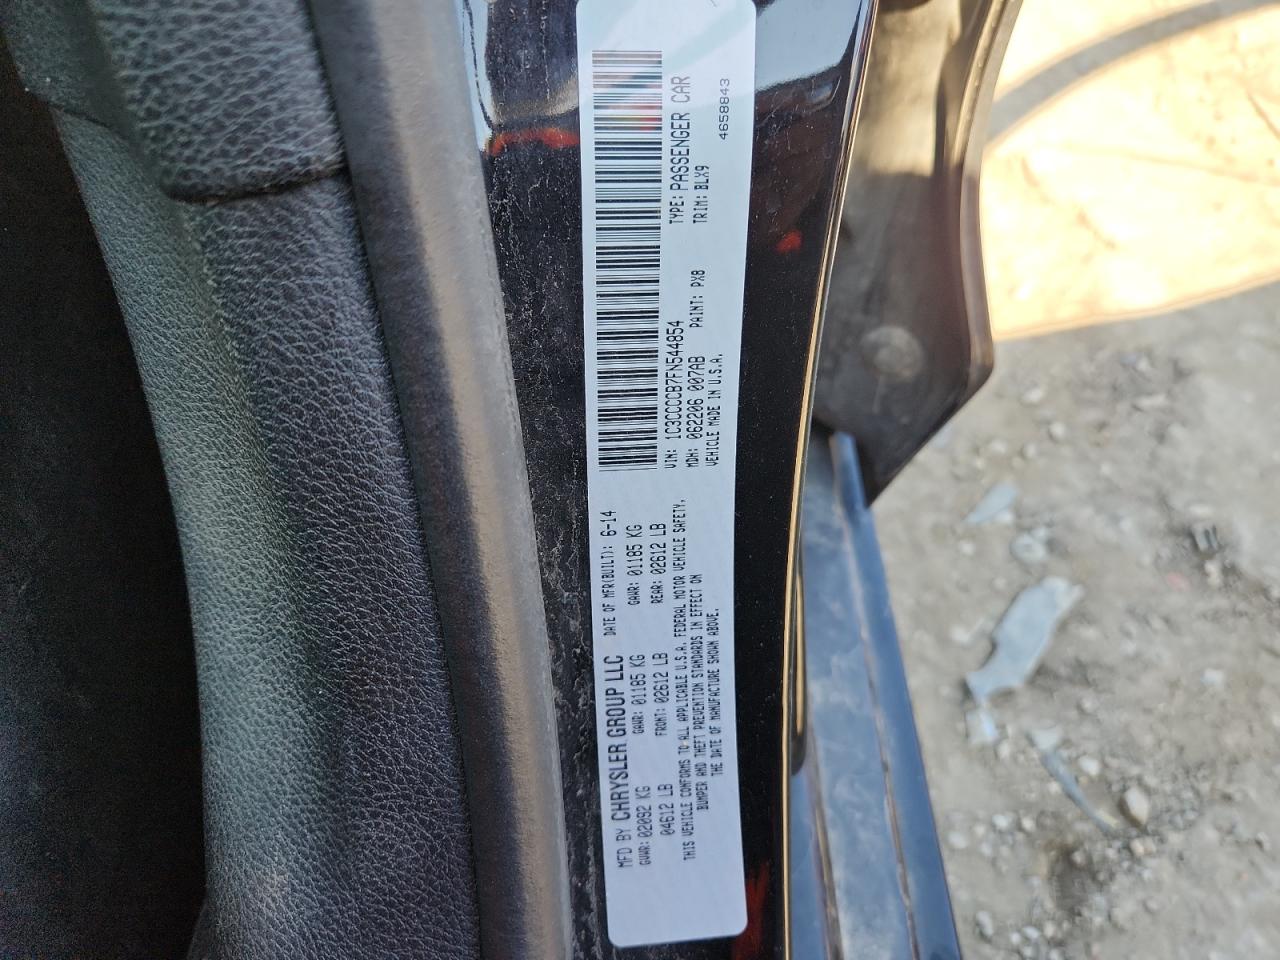 MFD BY CHRYSLER GROUP LLC DATE OF MFR(BUILT): 6-14
GVWR: 02092 KG GAWR: 01185 KG GAWR: 01185 KG
04612 LB FRONT: 02612 LB REAR: 02612 LB
THIS VEHICLE CONFORMS TO ALL APPLICABLE U.S.A. FEDERAL MOTOR VEHICLE SAFETY,
BUMPER AND THEFT PREVENTION STANDARDS IN EFFECT ON
THE DATE OF MANUFACTURE SHOWN ABOVE.
VIN: 1C3CCCCB7FN544854 TYPE: PASSENGER CAR
MDH: 062206 007AB PAINT: PX8 TRIM: BLX9
VEHICLE MADE IN U.S.A. 4658843